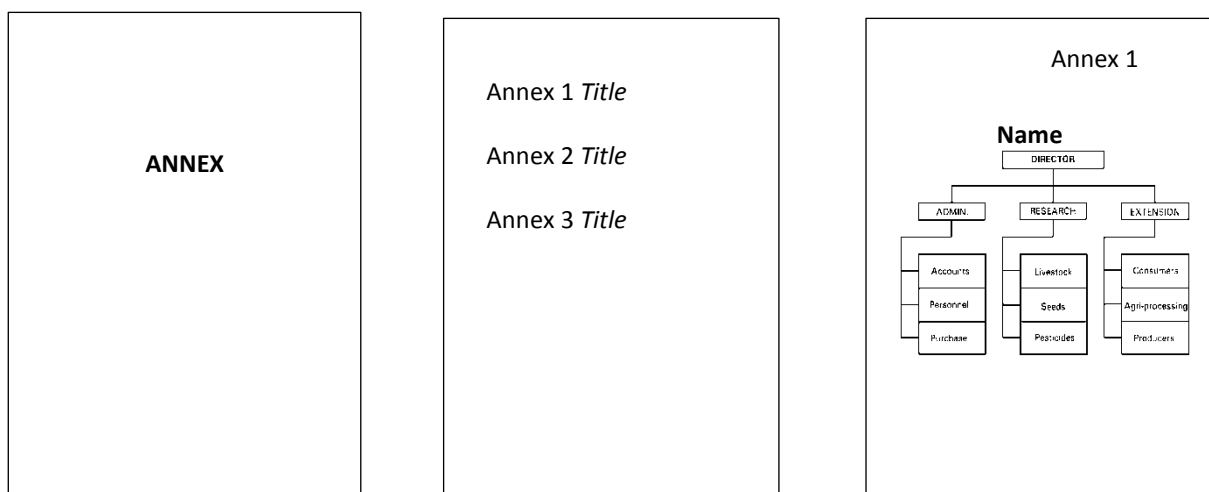 ANNEX
Annex 1 Title
Annex 2 Title
Annex 3 Title
Annex 1
Name
DIRECTOR
ADMIN.
RESEARCH
EXTENSION
Accounts
Personnel
Purchase
Livestock
Seeds
Pesticides
Consumers
Agri-processing
Producers